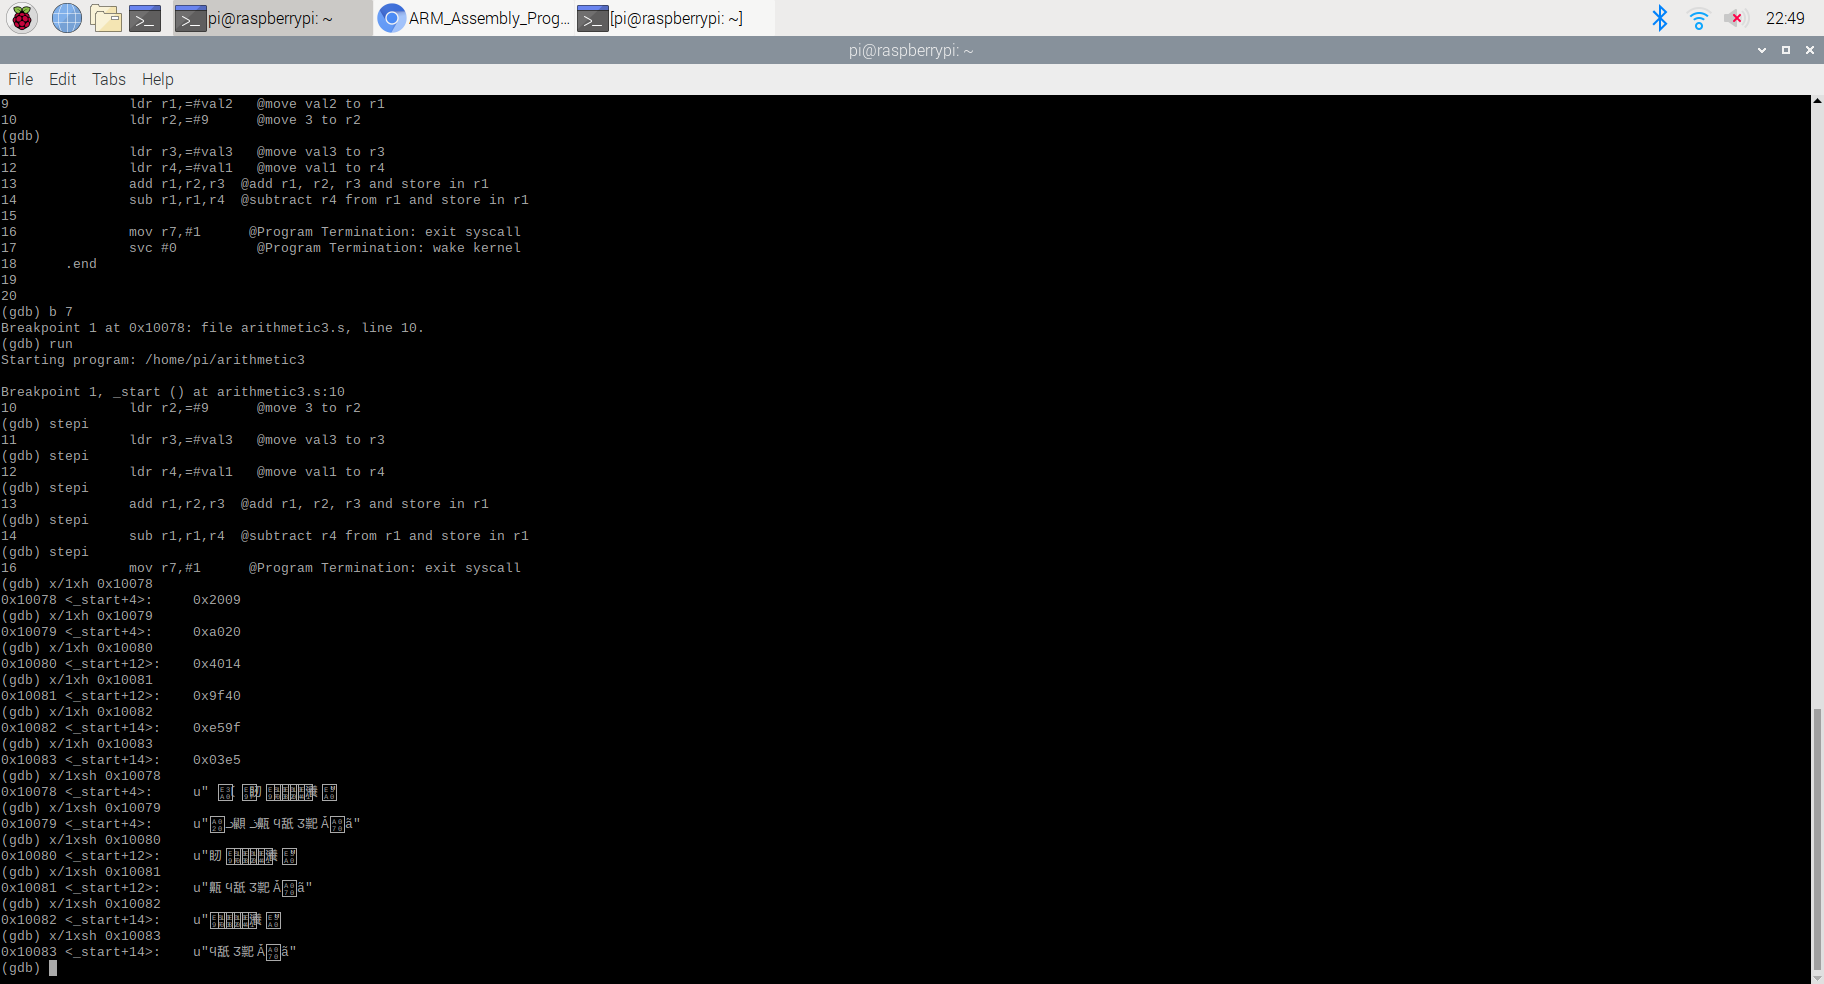 pi@raspberrypi: ~
ARM_Assembly_Prog...
[pi@raspberrypi: ~]
22:49
pi@raspberrypi: ~
File Edit Tabs Help
9 ldr r1,=#val2 @move val2 to r1
10 ldr r2,=#9 @move 3 to r2
(gdb)
11 ldr r3,=#val3 @move val3 to r3
12 ldr r4,=#val1 @move val1 to r4
13 add r1,r2,r3 @add r1, r2, r3 and store in r1
14 sub r1,r1,r4 @subtract r4 from r1 and store in r1
15
16 mov r7,#1 @Program Termination: exit syscall
17 svc #0 @Program Termination: wake kernel
18 .end
19
20
(gdb) b 7
Breakpoint 1 at 0x10078: file arithmetic3.s, line 10.
(gdb) run
Starting program: /home/pi/arithmetic3
Breakpoint 1, _start () at arithmetic3.s:10
10 ldr r2,=#9 @move 3 to r2
(gdb) stepi
11 ldr r3,=#val3 @move val3 to r3
(gdb) stepi
12 ldr r4,=#val1 @move val1 to r4
(gdb) stepi
13 add r1,r2,r3 @add r1, r2, r3 and store in r1
(gdb) stepi
14 sub r1,r1,r4 @subtract r4 from r1 and store in r1
(gdb) stepi
16 mov r7,#1 @Program Termination: exit syscall
(gdb) x/1xh 0x10078
0x10078 <_start+4>: 0x2009
(gdb) x/1xh 0x10079
0x10079 <_start+4>: 0xa020
(gdb) x/1xh 0x10080
0x10080 <_start+12>: 0x4014
(gdb) x/1xh 0x10081
0x10081 <_start+12>: 0x9f40
(gdb) x/1xh 0x10082
0x10082 <_start+14>: 0xe59f
(gdb) x/1xh 0x10083
0x10083 <_start+14>: 0x03e5
(gdb) x/1xsh 0x10078
0x10078 <_start+4>: u"
(gdb) x/1xsh 0x10079
0x10079 <_start+4>: u"
(gdb) x/1xsh 0x10080
0x10080 <_start+12>: u"
(gdb) x/1xsh 0x10081
0x10081 <_start+12>: u"
(gdb) x/1xsh 0x10082
0x10082 <_start+14>: u"
(gdb) x/1xsh 0x10083
0x10083 <_start+14>: u"
(gdb)